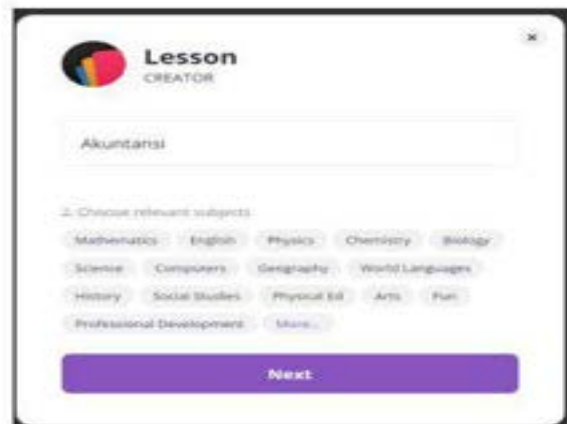 ×
Lesson
CREATOR
Akuntansi
2. Choose relevant subjects
Mathematics English Physics Chemistry Biology
Science Computers Geography World Languages
History Social Studies Physical Ed Arts Fun
Professional Development More...
Next